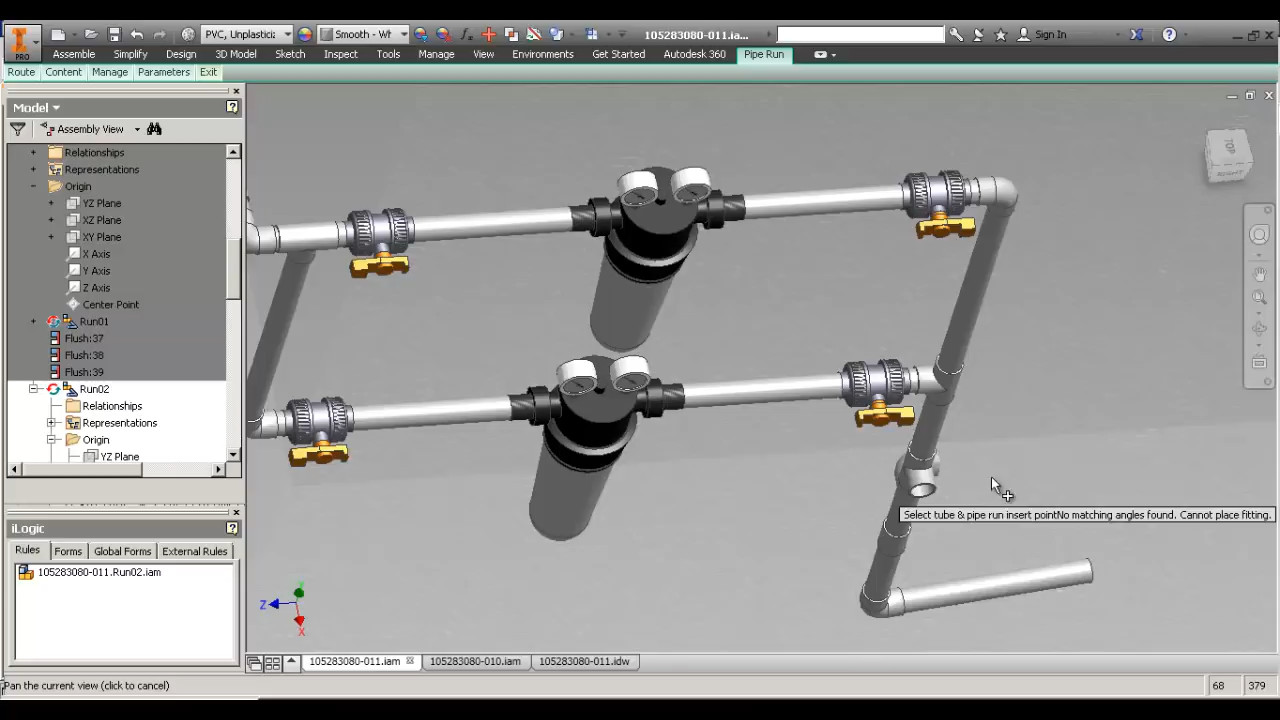 PVC, Unplastici
Smooth - Wh
105283080-011.ia...
Sign In
PRO
Assemble Simplify Design 3D Model Sketch Inspect Tools Manage View Environments Get Started Autodesk 360 Pipe Run
Route Content Manage Parameters Exit
Model
Assembly View
Relationships
Representations
Origin
YZ Plane
XZ Plane
XY Plane
X Axis
Y Axis
Z Axis
Center Point
Run01
Flush:37
Flush:38
Flush:39
Run02
Relationships
Representations
Origin
YZ Plane
TOP
RIGHT
Select tube & pipe run insert pointNo matching angles found. Cannot place fitting.
iLogic
Rules Forms Global Forms External Rules
105283080-011.Run02.iam
Z
X
105283080-011.iam 105283080-010.iam 105283080-011.idw
Pan the current view (click to cancel)
68 379